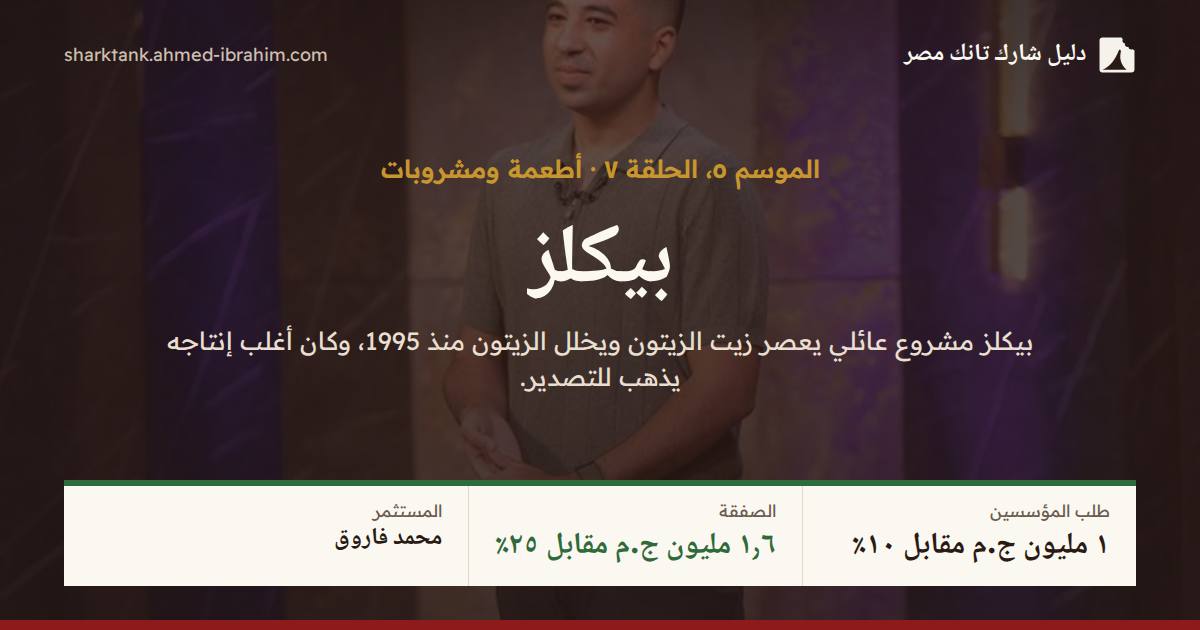 دليل شارك تانك مصر
sharktank.ahmed-ibrahim.com
الموسم ٥، الحلقة ٧ · أطعمة ومشروبات
بيكلز
بيكلز مشروع عائلي يعصر زيت الزيتون ويخلل الزيتون منذ 1995، وكان أغلب إنتاجه
يذهب للتصدير.
طلب المؤسسين
١ مليون ج.م مقابل ١٠٪
الصفقة
١٫٦ مليون ج.م مقابل ٢٥٪
المستثمر
محمد فاروق